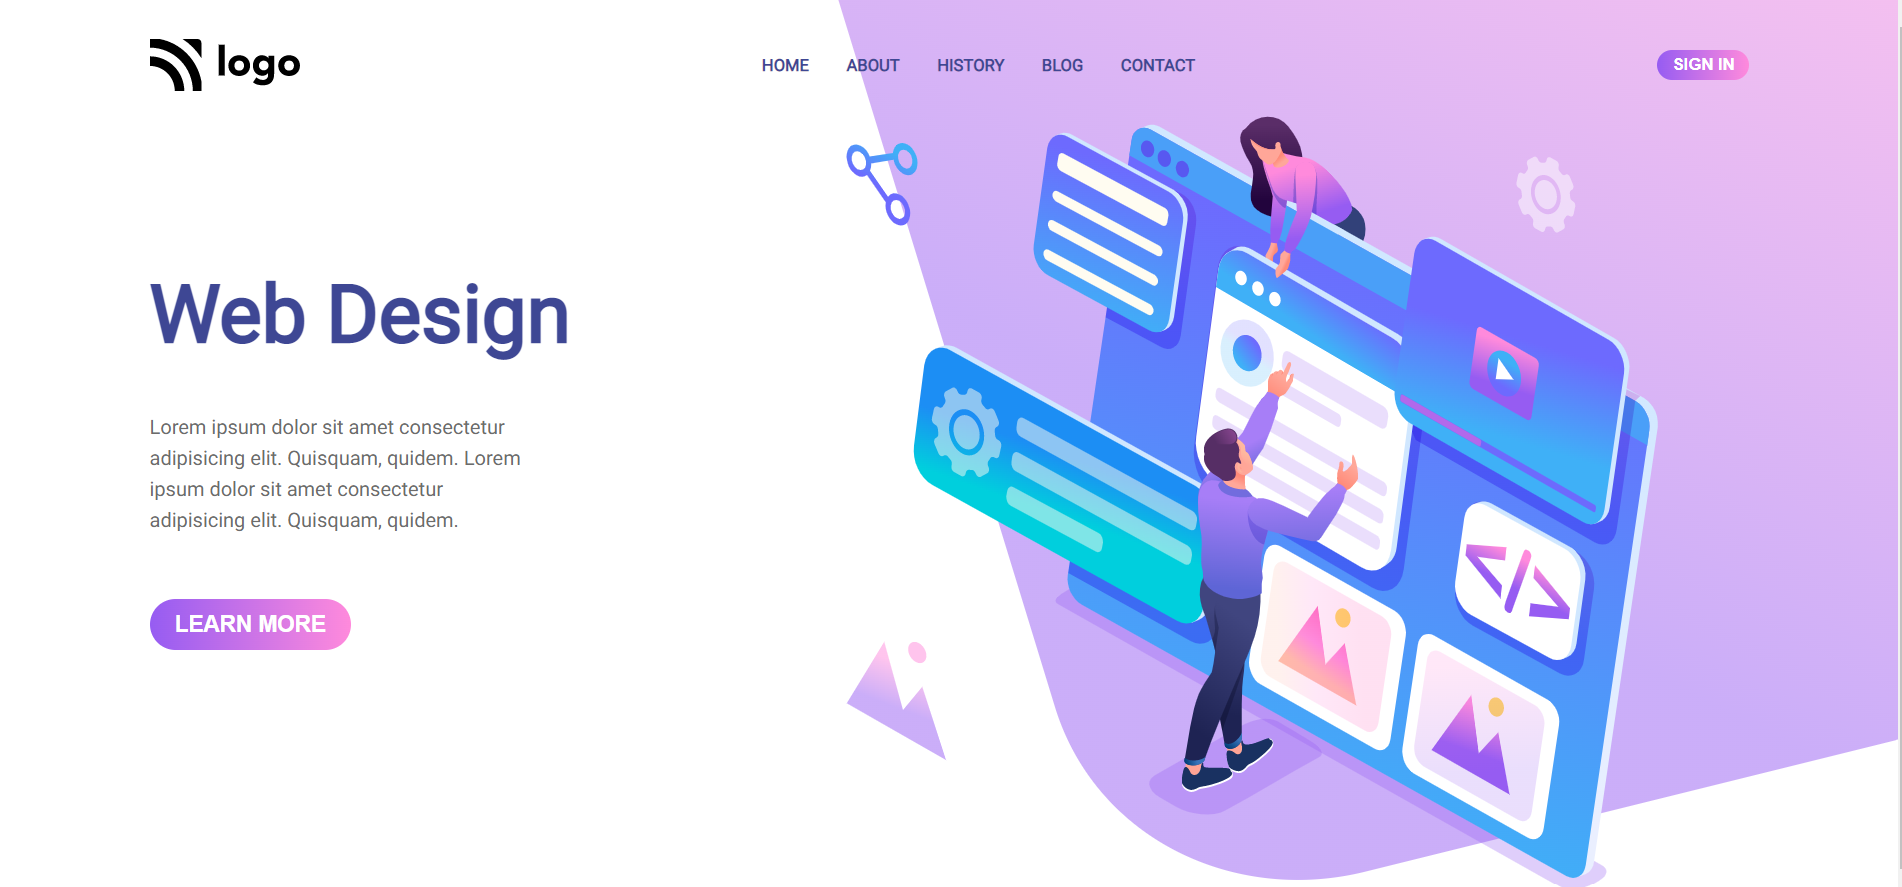 logo
HOME ABOUT HISTORY BLOG CONTACT
SIGN IN
Web Design
Lorem ipsum dolor sit amet consectetur
adipisicing elit. Quisquam, quidem. Lorem
ipsum dolor sit amet consectetur
adipisicing elit. Quisquam, quidem.
LEARN MORE
</>